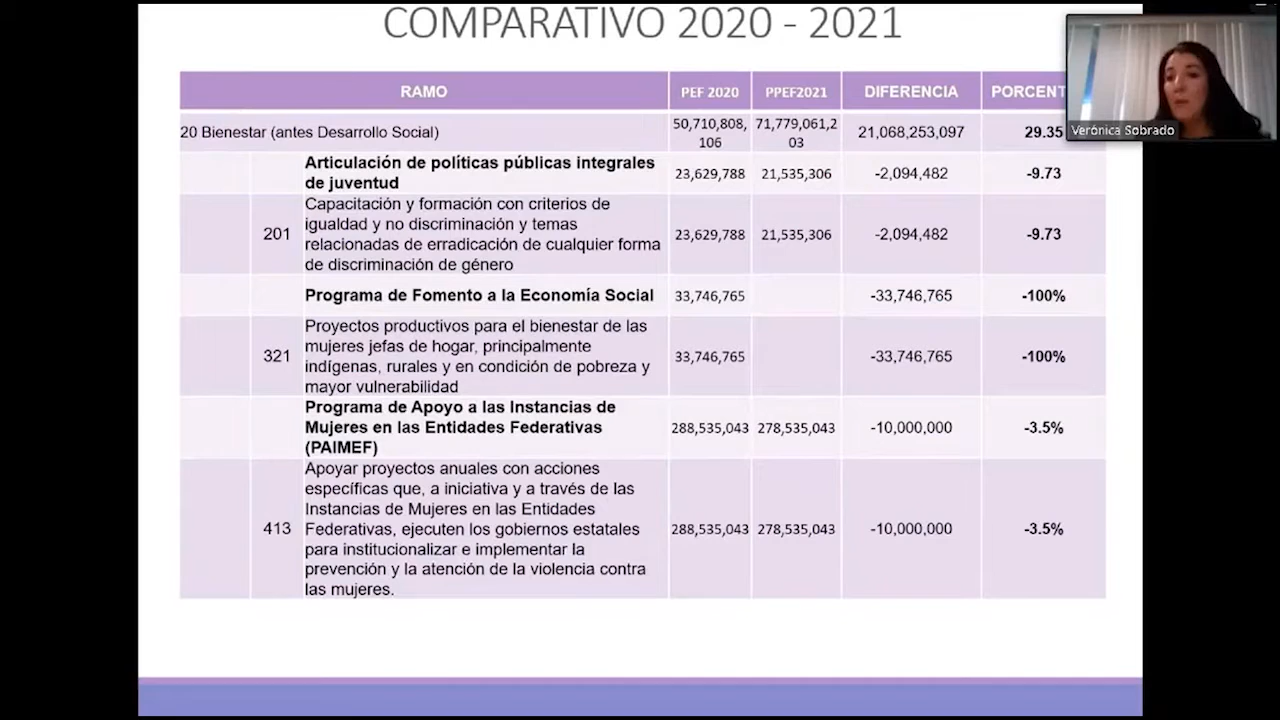 COMPARATIVO 2020 - 2021
RAMO
PEF 2020
PPEF2021
DIFERENCIA
PORCENT
Verónica Sobrado
20 Bienestar (antes Desarrollo Social)
50,710,808,
106
71,779,061,2
03
21,068,253,097
29.35
Articulación de políticas públicas integrales
de juventud
23,629,788
21,535,306
-2,094,482
-9.73
201
Capacitación y formación con criterios de
igualdad y no discriminación y temas
relacionadas de erradicación de cualquier forma
de discriminación de género
23,629,788
21,535,306
-2,094,482
-9.73
Programa de Fomento a la Economía Social
33,746,765
-33,746,765
-100%
321
Proyectos productivos para el bienestar de las
mujeres jefas de hogar, principalmente
indígenas, rurales y en condición de pobreza y
mayor vulnerabilidad
33,746,765
-33,746,765
-100%
Programa de Apoyo a las Instancias de
Mujeres en las Entidades Federativas
(PAIMEF)
288,535,043
278,535,043
-10,000,000
-3.5%
413
Apoyar proyectos anuales con acciones
específicas que, a iniciativa y a través de las
Instancias de Mujeres en las Entidades
Federativas, ejecuten los gobiernos estatales
para institucionalizar e implementar la
prevención y la atención de la violencia contra
las mujeres.
288,535,043
278,535,043
-10,000,000
-3.5%